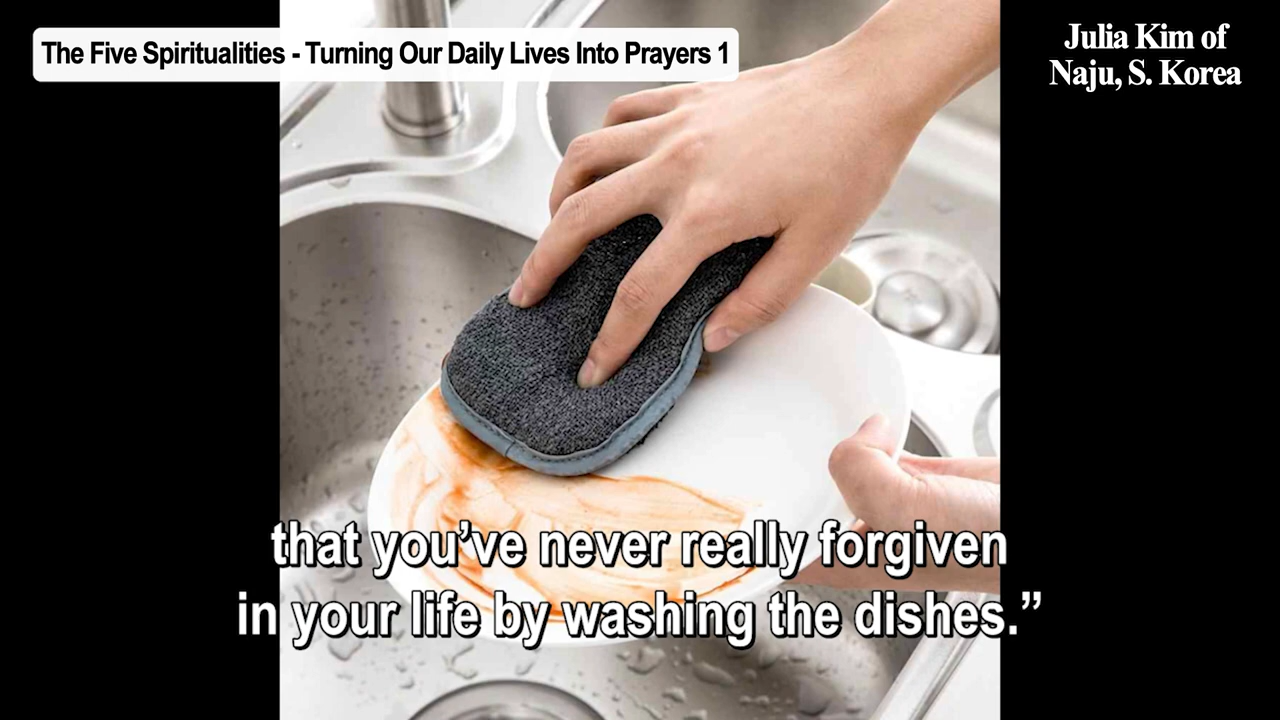 The Five Spiritualities - Turning Our Daily Lives Into Prayers 1
Julia Kim of
Naju, S. Korea
that you’ve never really forgiven
in your life by washing the dishes.”